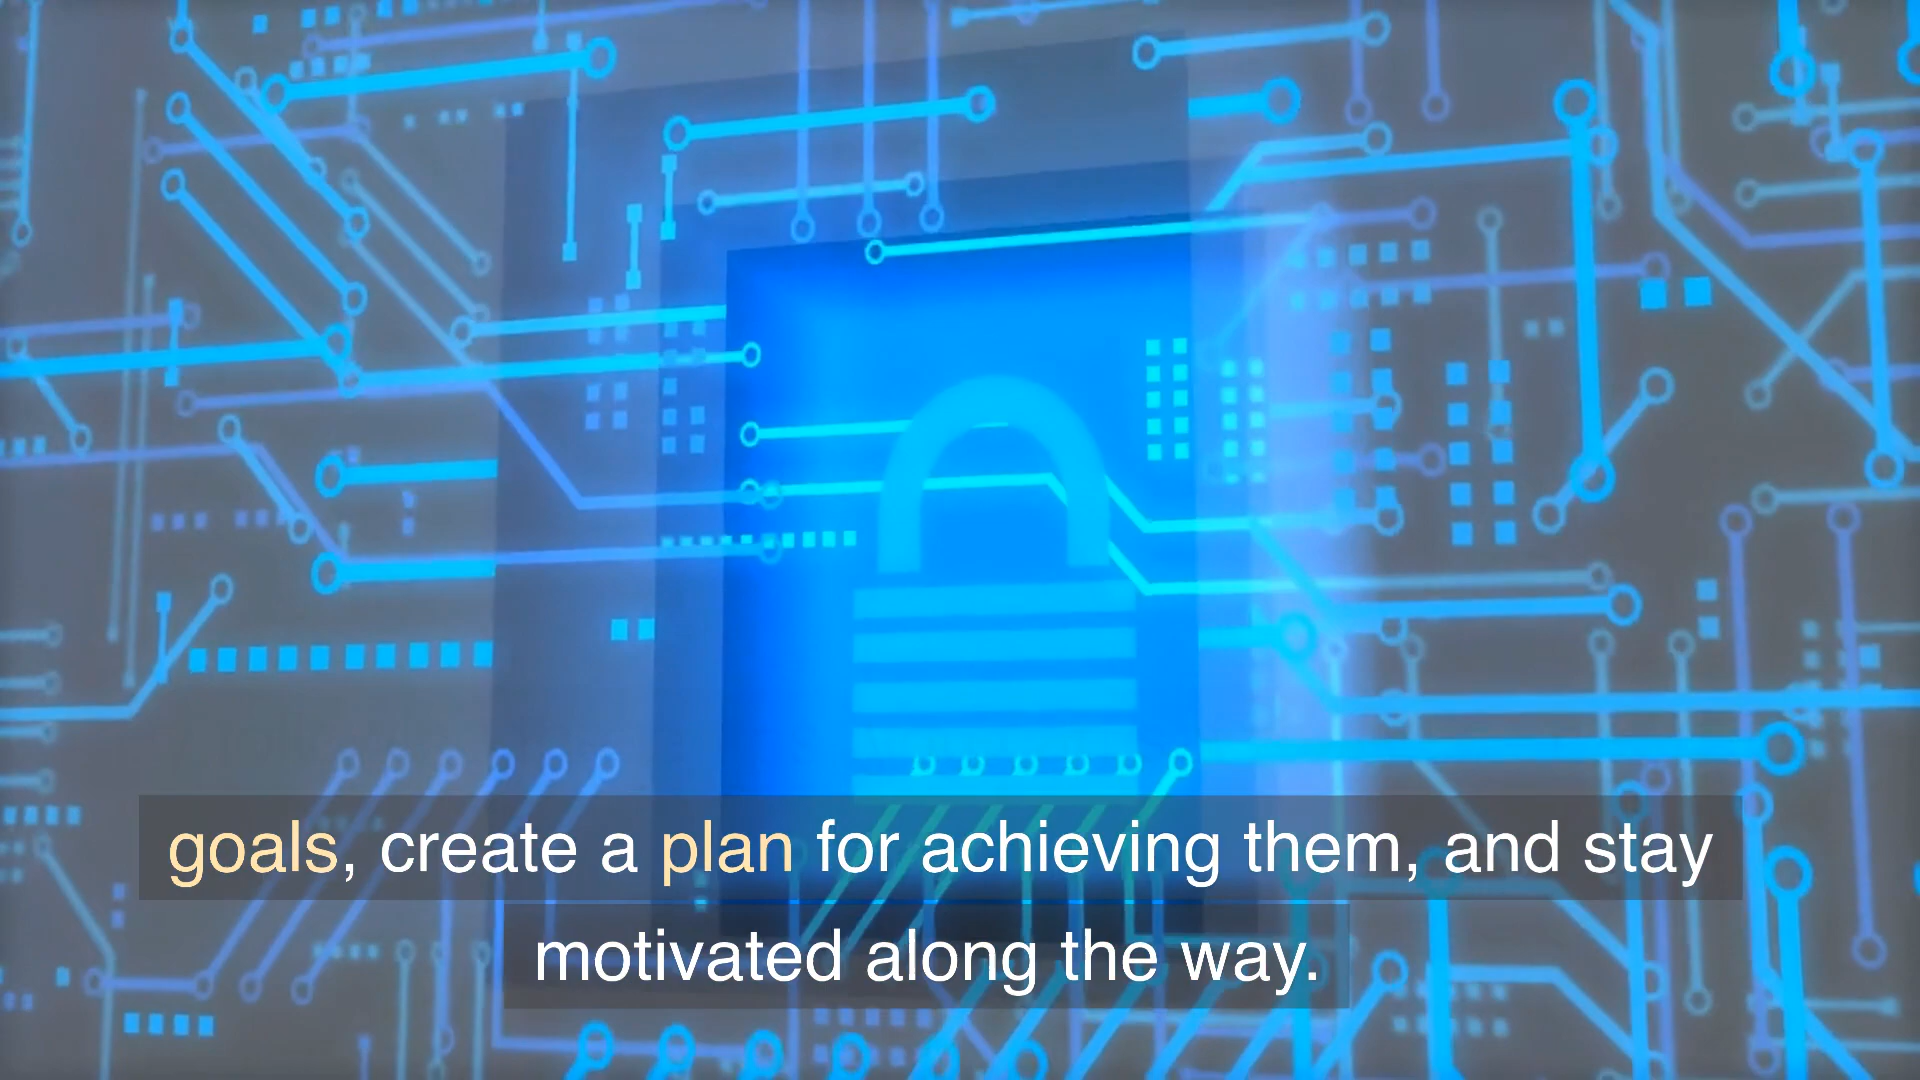 goals, create a plan for achieving them, and stay
motivated along the way.